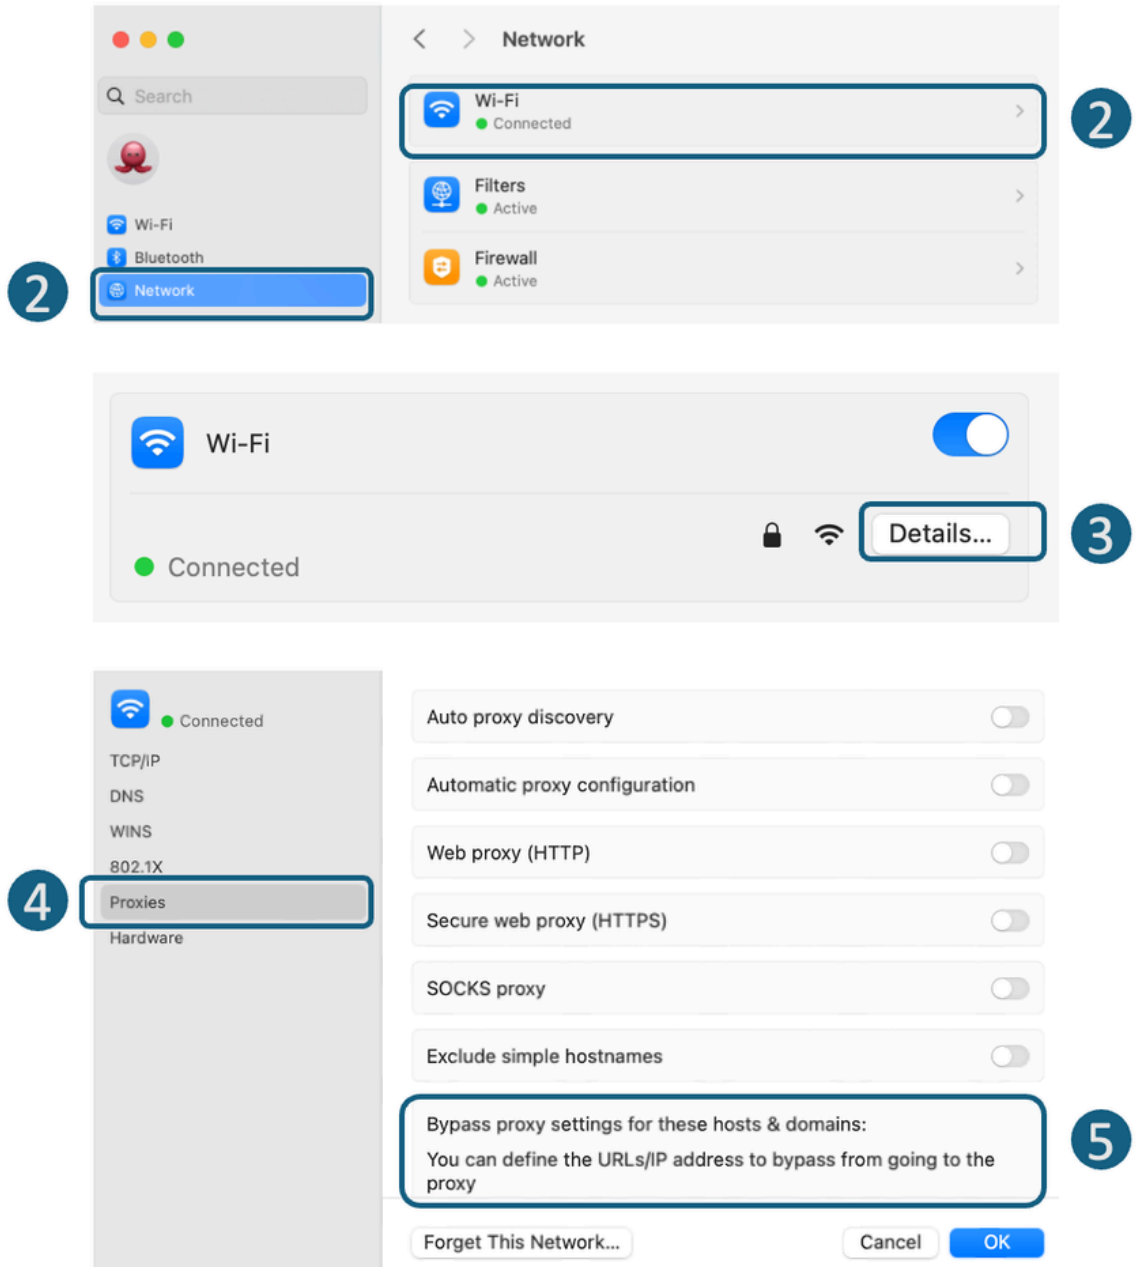 Network
Search
Wi-Fi
Connected
2
Filters
Active
Wi-Fi
Bluetooth
Firewall
Active
2
Network
Wi-Fi
Details...
3
Connected
Connected
TCP/IP
DNS
WINS
802.1X
4
Proxies
Hardware
Auto proxy discovery
Automatic proxy configuration
Web proxy (HTTP)
Secure web proxy (HTTPS)
SOCKS proxy
Exclude simple hostnames
Bypass proxy settings for these hosts & domains:
You can define the URLs/IP address to bypass from going to the
proxy
5
Forget This Network...
Cancel
OK